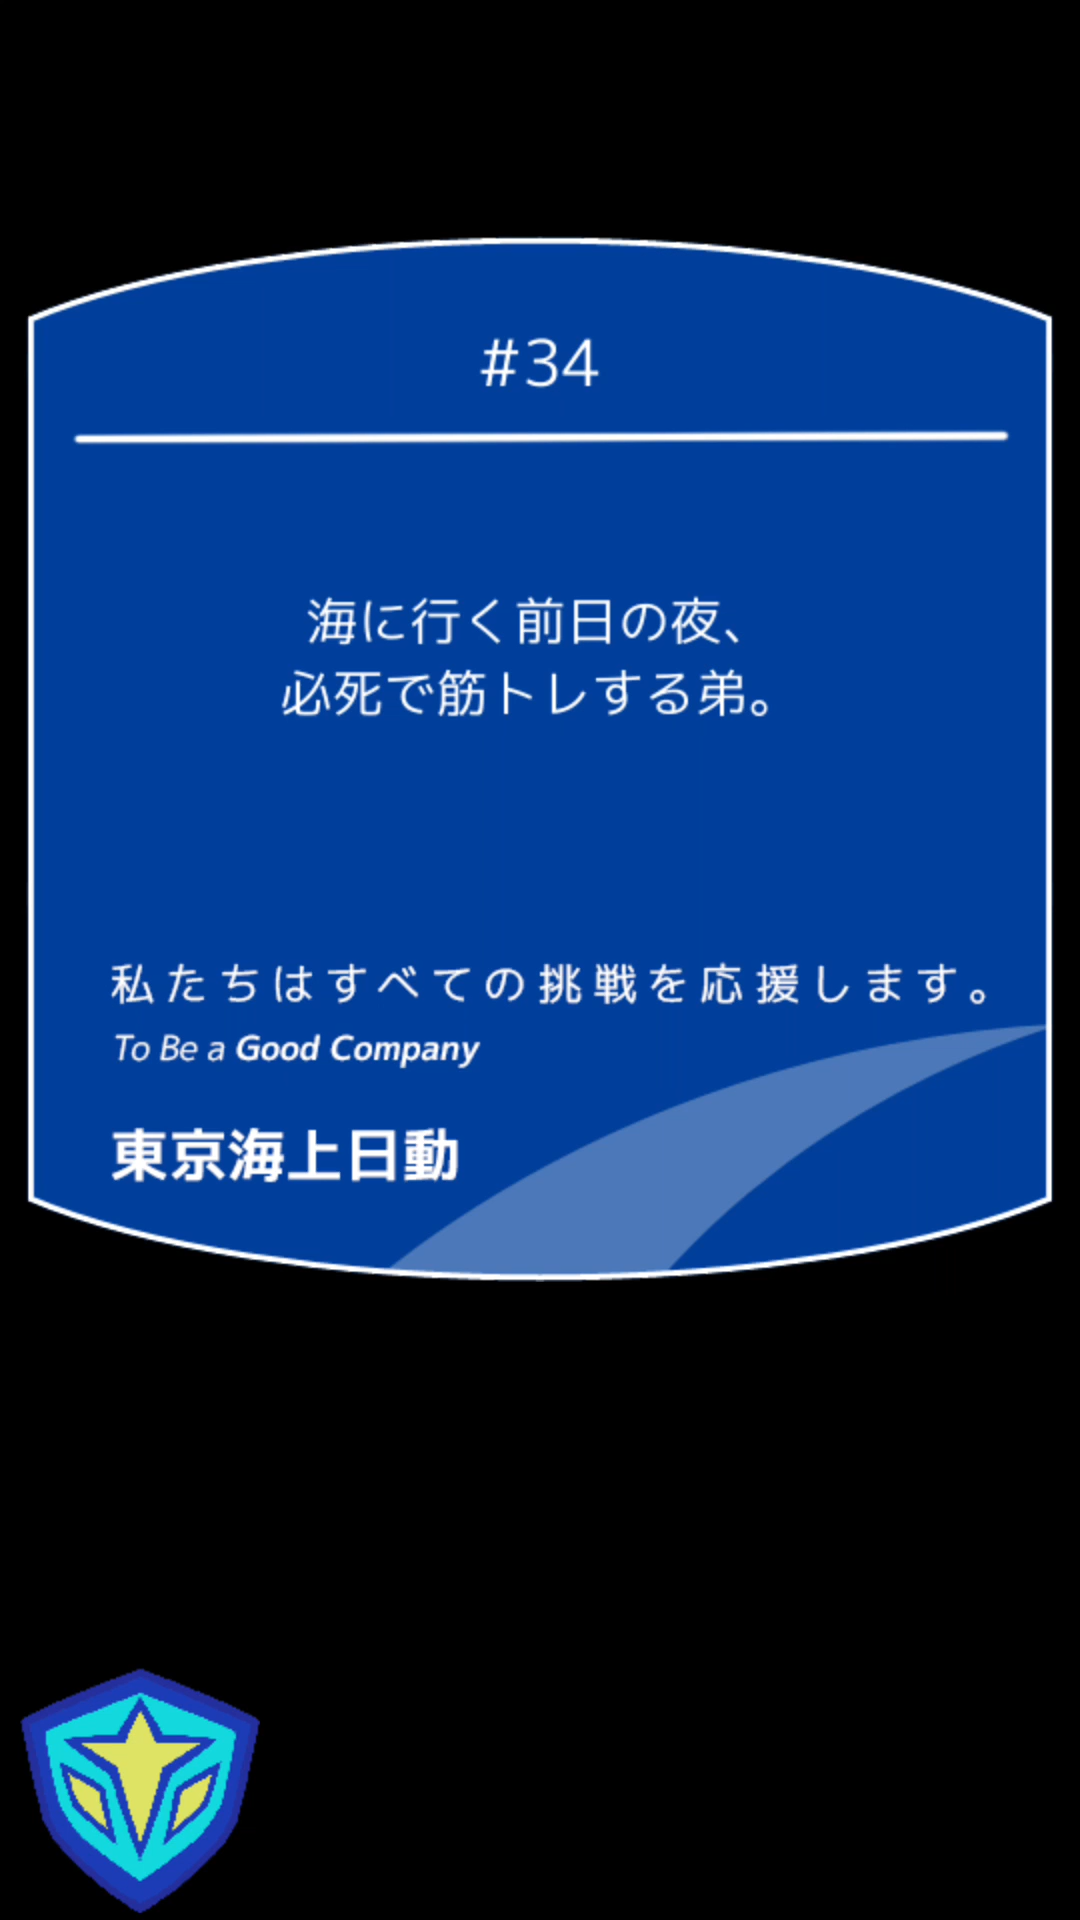 #34
海に行く前日の夜、
必死で筋トレする弟。
私たちはすべての挑戦を応援します。
To Be a Good Company
東京海上日動